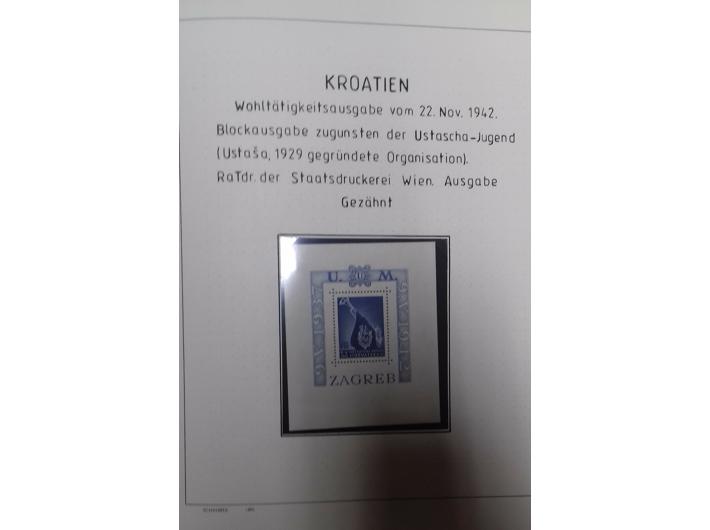 KROATIEN
Wohltätigkeitsausgabe vom 22. Nov. 1942.
Blockausgabe zugunsten der Ustascha-Jugend
(Ustaša, 1929 gegründete Organisation).
RaTdr. der Staatsdruckerei Wien. Ausgabe
Gezähnt
U. M.
ZAGREB